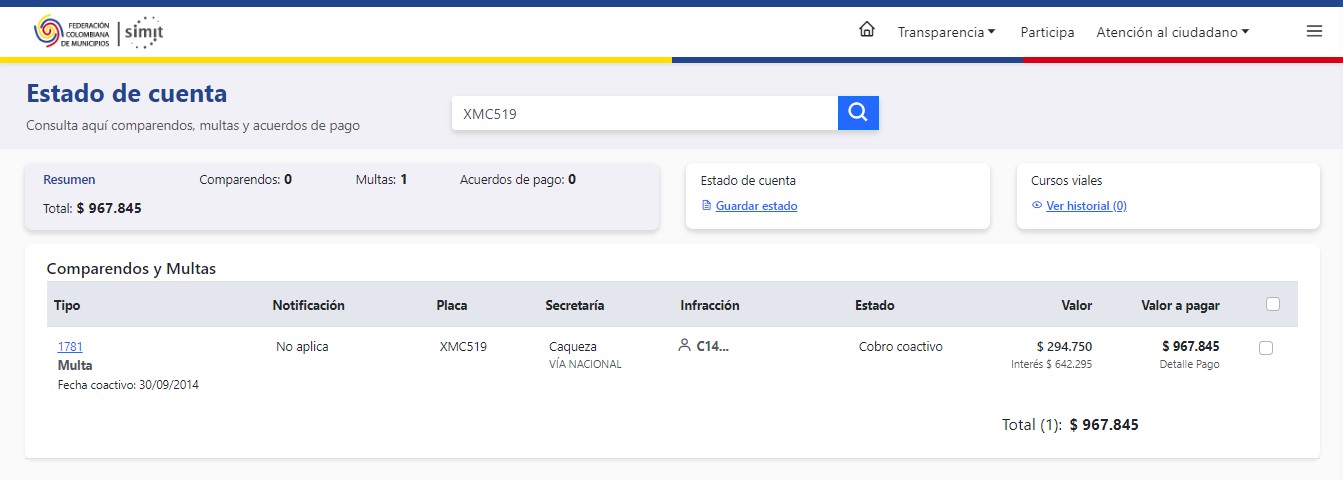 FEDERACIÓN
COLOMBIANA
DE MUNICIPIOS
simit
Transparencia
Participa
Atención al ciudadano
Estado de cuenta
Consulta aquí comparendos, multas y acuerdos de pago
XMC519
Resumen
Comparendos: 0
Multas: 1
Acuerdos de pago: 0
Total: $ 967.845
Estado de cuenta
Guardar estado
Cursos viales
Ver historial (0)
Comparendos y Multas
Tipo Notificación Placa Secretaría Infracción Estado Valor Valor a pagar
1781 No aplica XMC519 Caqueza C14... Cobro coactivo $ 294.750 $ 967.845
Multa VÍA NACIONAL Interés $ 642.295 Detalle Pago
Fecha coactivo: 30/09/2014
Total (1): $ 967.845